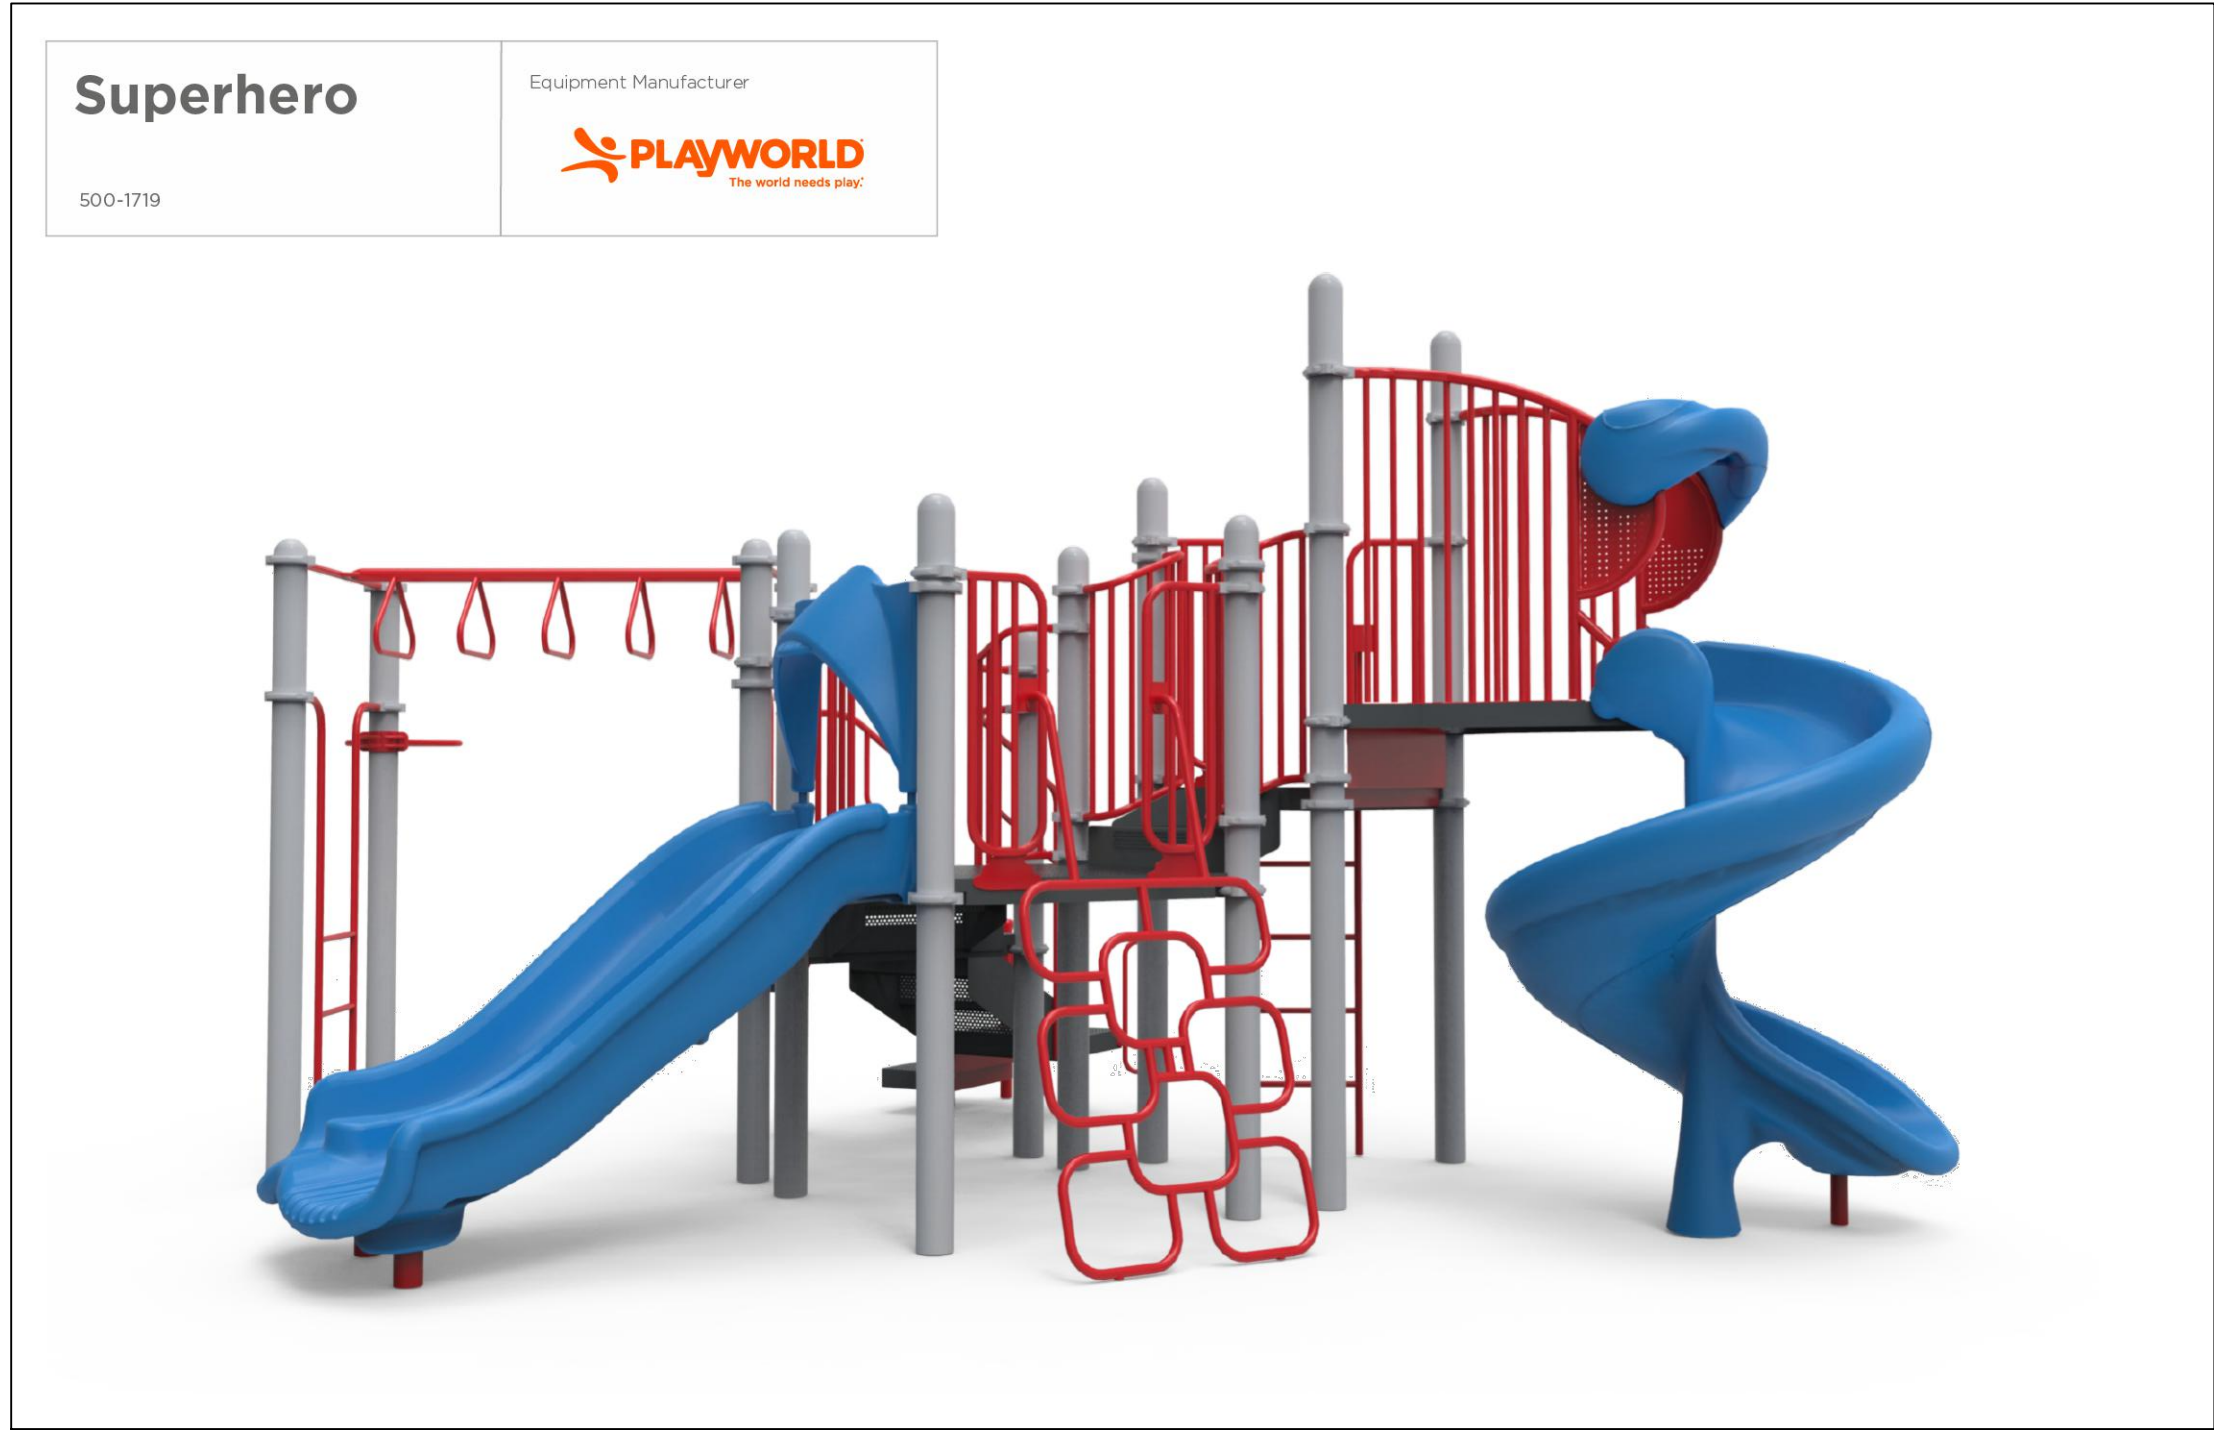 Superhero
500-1719
Equipment Manufacturer
PLAYWORLD
The world needs play.